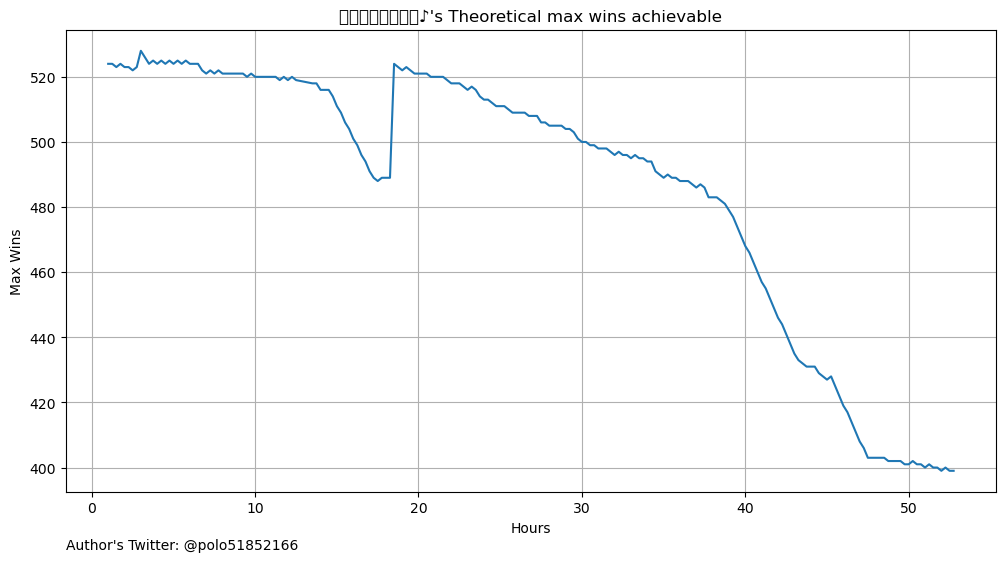 ♪'s Theoretical max wins achievable
Max Wins
520
500
480
460
440
420
400
0 10 20 30 40 50
Hours
Author's Twitter: @polo51852166